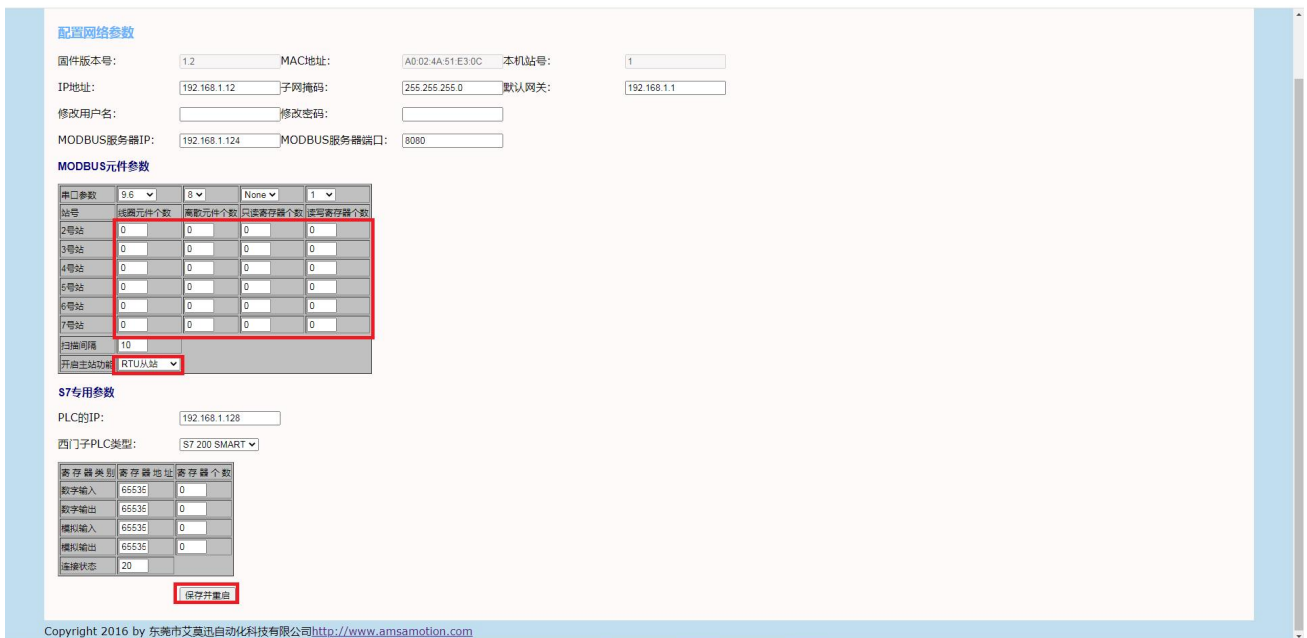 配置网络参数
固件版本号: 1.2 MAC地址: A0:02:4A:51:E3:0C 本机站号: 1
IP地址: 192.168.1.12 子网掩码: 255.255.255.0 默认网关: 192.168.1.1
修改用户名: 修改密码:
MODBUS服务器IP: 192.168.1.124 MODBUS服务器端口: 8080
MODBUS元件参数
串口参数 9.6 8 None 1
站号 线圈元件个数 离散元件个数 只读寄存器个数 读写寄存器个数
2号站 0 0 0 0
3号站 0 0 0 0
4号站 0 0 0 0
5号站 0 0 0 0
6号站 0 0 0 0
7号站 0 0 0 0
扫描间隔 10
开启主站功能 RTU从站
S7专用参数
PLC的IP: 192.168.1.128
西门子PLC类型: S7 200 SMART
寄存器类别 寄存器地址 寄存器个数
数字输入 65535 0
数字输出 65535 0
模拟输入 65535 0
模拟输出 65535 0
连接状态 20
保存并重启
Copyright 2016 by 东莞市艾莫迅自动化科技有限公司http://www.amsamotion.com